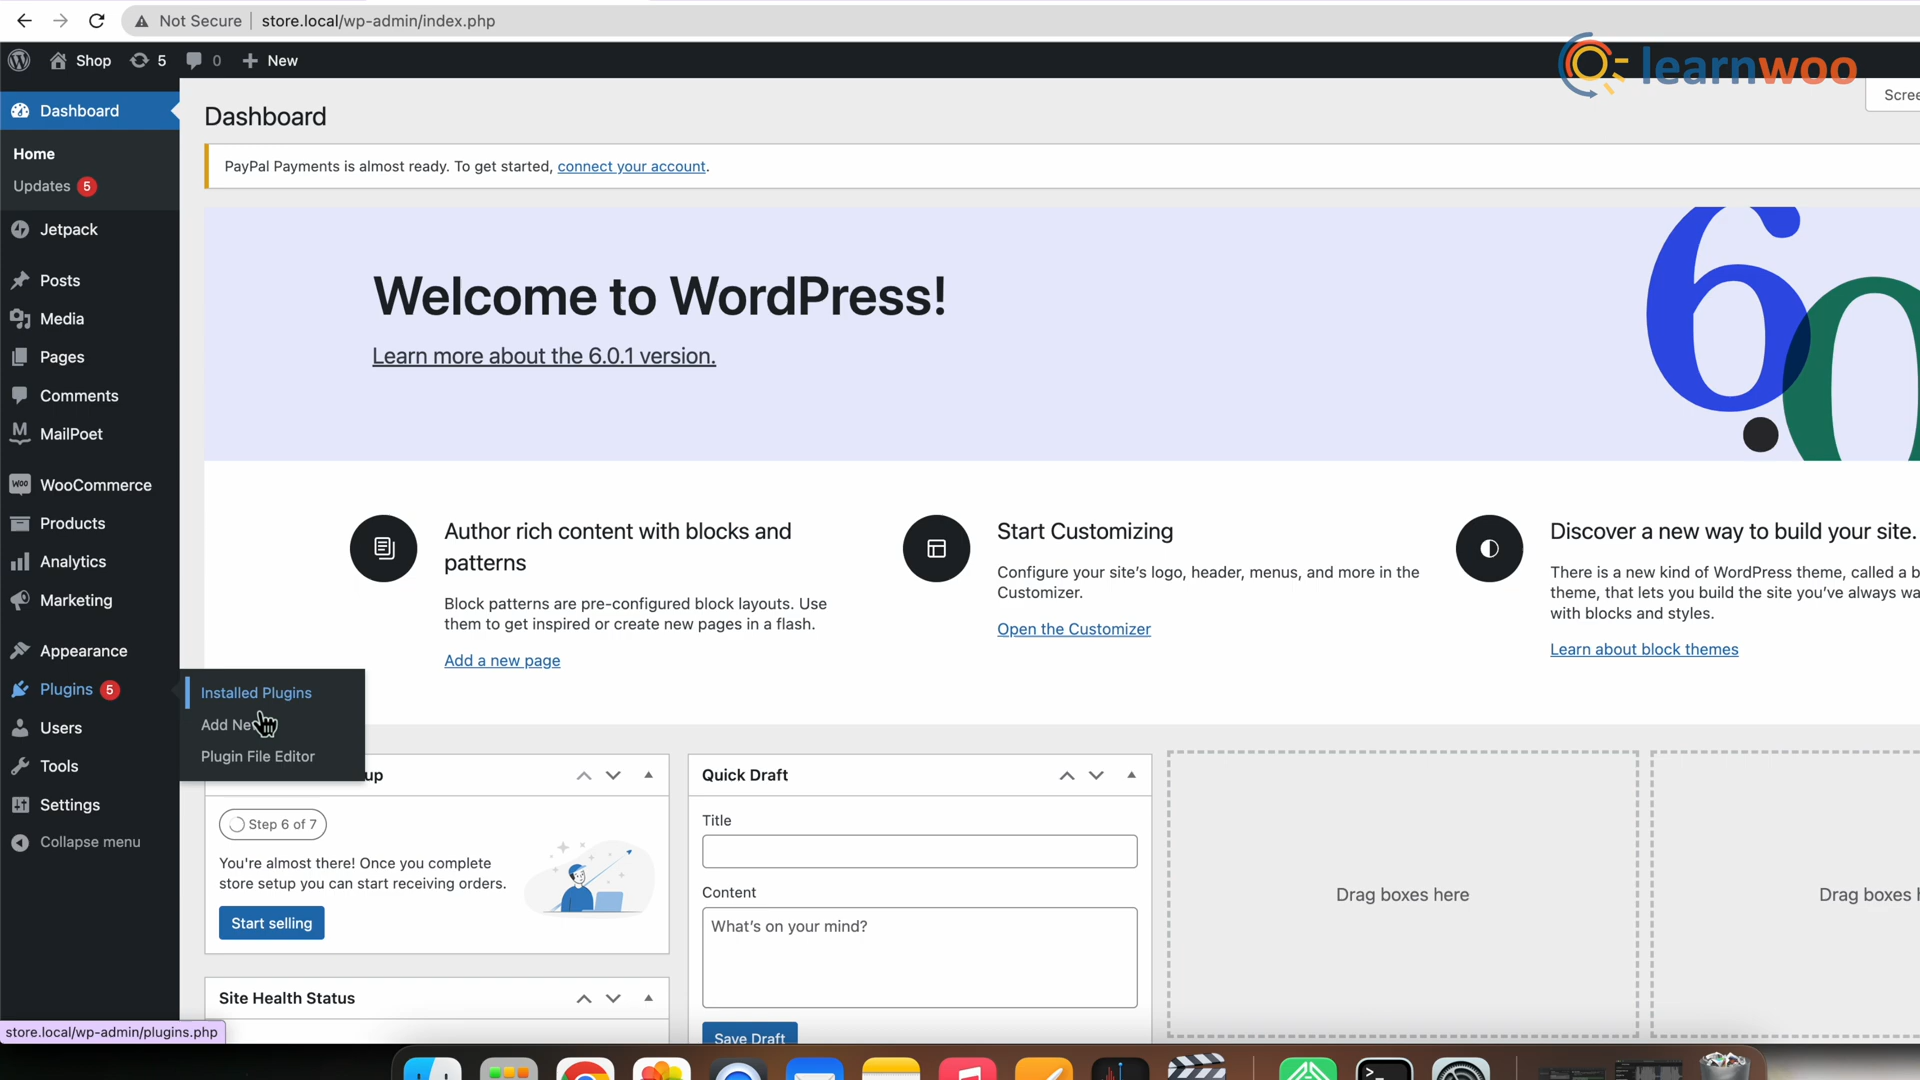 Not Secure store.local/wp-admin/index.php
Shop 5 0 New
learnwoo
Scree
Dashboard
Home
Updates 5
Jetpack
Posts
Media
Pages
Comments
MailPoet
WooCommerce
Products
Analytics
Marketing
Appearance
Plugins 5
Users
Tools
Settings
Collapse menu
Installed Plugins
Add Ne
Plugin File Editor
Dashboard
PayPal Payments is almost ready. To get started, connect your account.
Welcome to WordPress!
Learn more about the 6.0.1 version.
6.0
Author rich content with blocks and
patterns
Block patterns are pre-configured block layouts. Use
them to get inspired or create new pages in a flash.
Add a new page
Start Customizing
Configure your site's logo, header, menus, and more in the
Customizer.
Open the Customizer
Discover a new way to build your site.
There is a new kind of WordPress theme, called a b
theme, that lets you build the site you've always wa
with blocks and styles.
Learn about block themes
up
Step 6 of 7
You're almost there! Once you complete
store setup you can start receiving orders.
Start selling
Site Health Status
Quick Draft
Title
Content
What's on your mind?
Save Draft
Drag boxes here
Drag boxes h
store.local/wp-admin/plugins.php